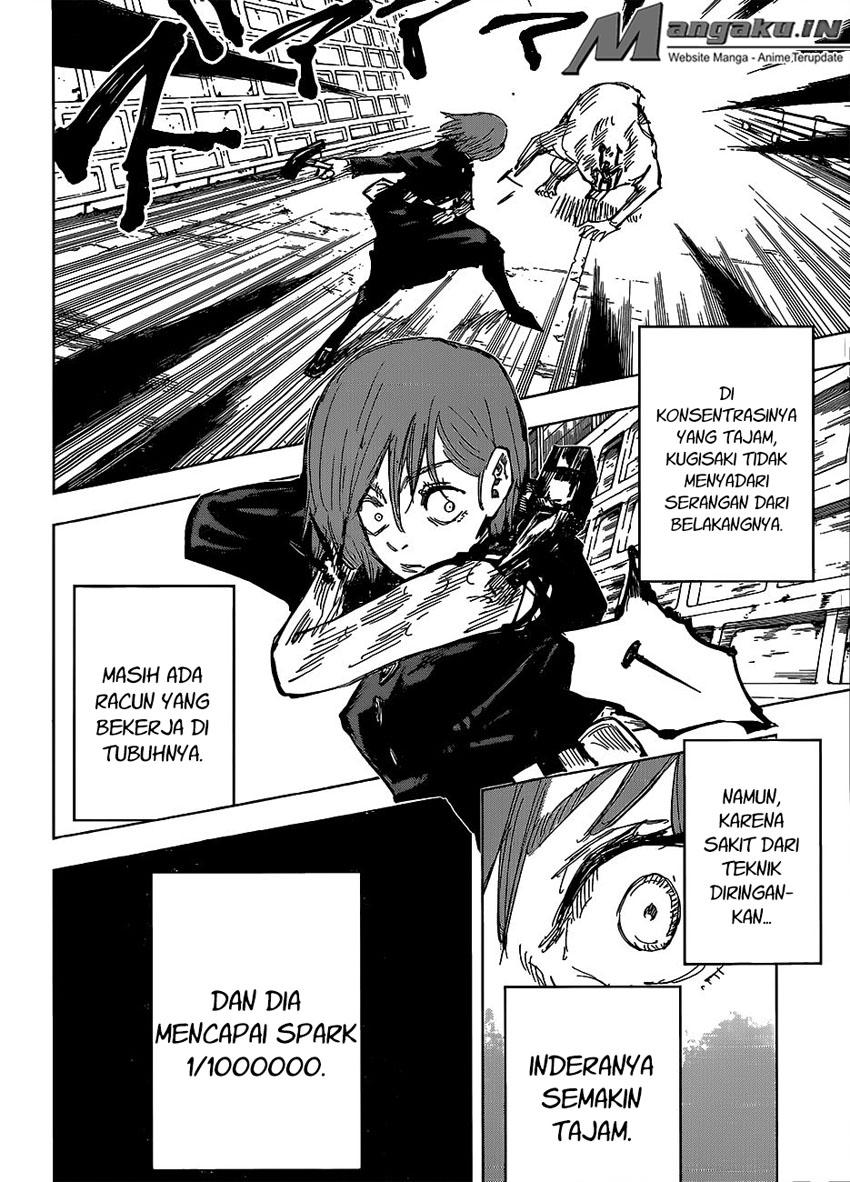 Mangaku.IN
Website Manga - Anime,Terupdate
DI
KONSENTRASINYA
YANG TAJAM,
KUGISAKI TIDAK
MENYADARI
SERANGAN DARI
BELAKANGNYA.
MASIH ADA
RACUN YANG
BEKERJA DI
TUBUHNYA.
NAMUN,
KARENA
SAKIT DARI
TEKNIK
DIRINGAN-
KAN...
INDERANYA
SEMAKIN
TAJAM.
DAN DIA
MENCAPAI SPARK
1/1000000.